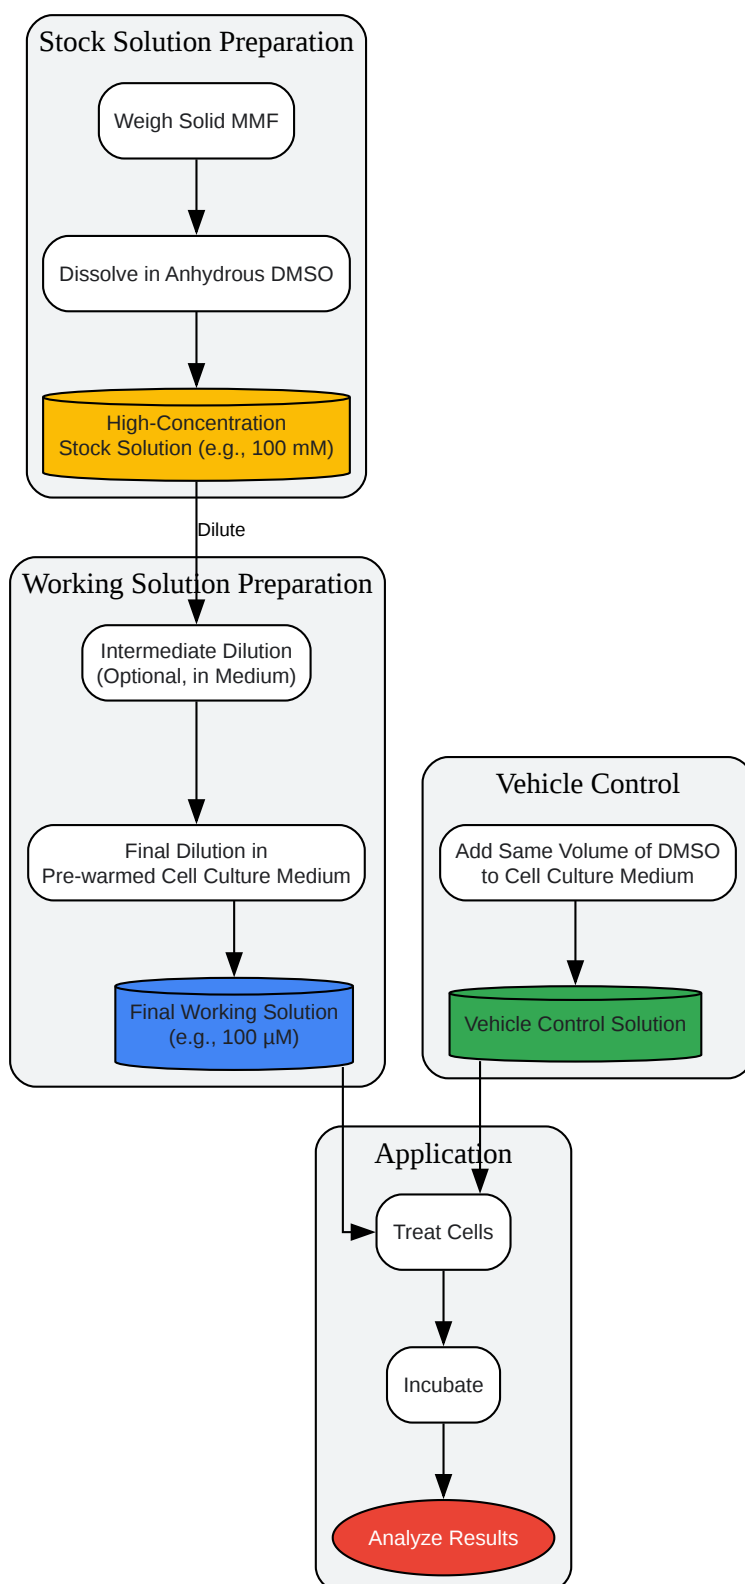 Stock Solution Preparation
Weigh Solid MMF
Dissolve in Anhydrous DMSO
High-Concentration
Stock Solution (e.g., 100 mM)
Dilute
Working Solution Preparation
Intermediate Dilution
(Optional, in Medium)
Final Dilution in
Pre-warmed Cell Culture Medium
Final Working Solution
(e.g., 100 µM)
Vehicle Control
Add Same Volume of DMSO
to Cell Culture Medium
Vehicle Control Solution
Application
Treat Cells
Incubate
Analyze Results